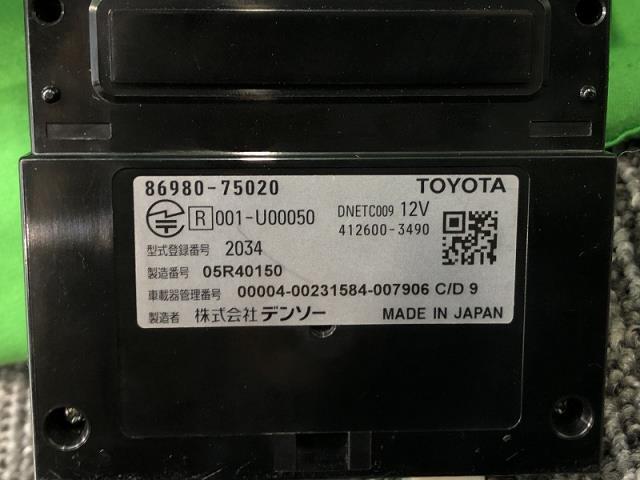 86980-75020 TOYOTA
R 001-U00050 DNETC009 12V
412600-3490
型式登録番号 2034
製造番号 05R40150
車載器管理番号 00004-00231584-007906 C/D 9
製造者 株式会社 デンソー MADE IN JAPAN